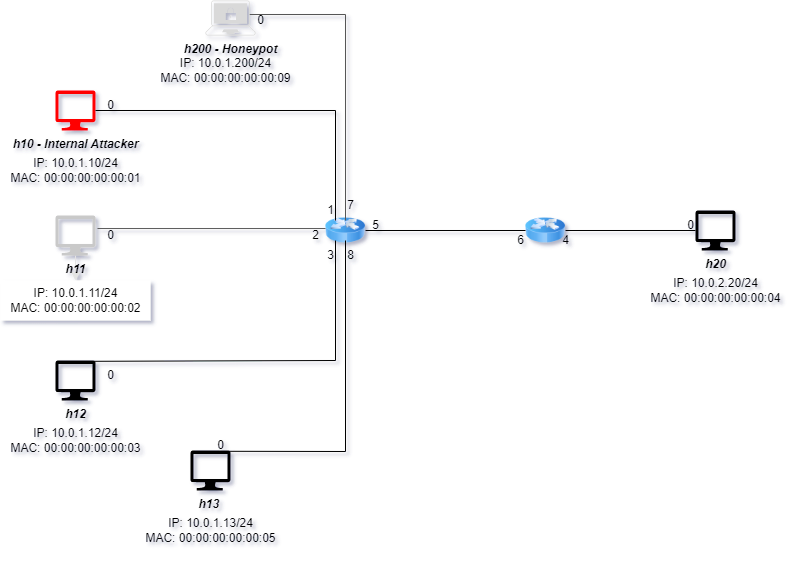 0
h200 - Honeypot
IP: 10.0.1.200/24
MAC: 00:00:00:00:00:09
0
h10 - Internal Attacker
IP: 10.0.1.10/24
MAC: 00:00:00:00:00:01
1
7
0
2
5
6
4
0
3
8
h11
IP: 10.0.1.11/24
MAC: 00:00:00:00:00:02
h20
IP: 10.0.2.20/24
MAC: 00:00:00:00:00:04
0
h12
IP: 10.0.1.12/24
MAC: 00:00:00:00:00:03
0
h13
IP: 10.0.1.13/24
MAC: 00:00:00:00:00:05